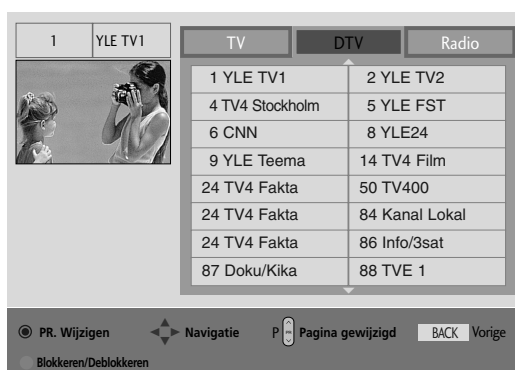 1 YLE TV1
TV DTV Radio
1 YLE TV1 2 YLE TV2
4 TV4 Stockholm 5 YLE FST
6 CNN 8 YLE24
9 YLE Teema 14 TV4 Film
24 TV4 Fakta 50 TV400
24 TV4 Fakta 84 Kanal Lokal
24 TV4 Fakta 86 Info/3sat
87 Doku/Kika 88 TVE 1
PR. Wijzigen Navigatie P PR Pagina gewijzigd BACK Vorige
Blokkeren/Deblokkeren